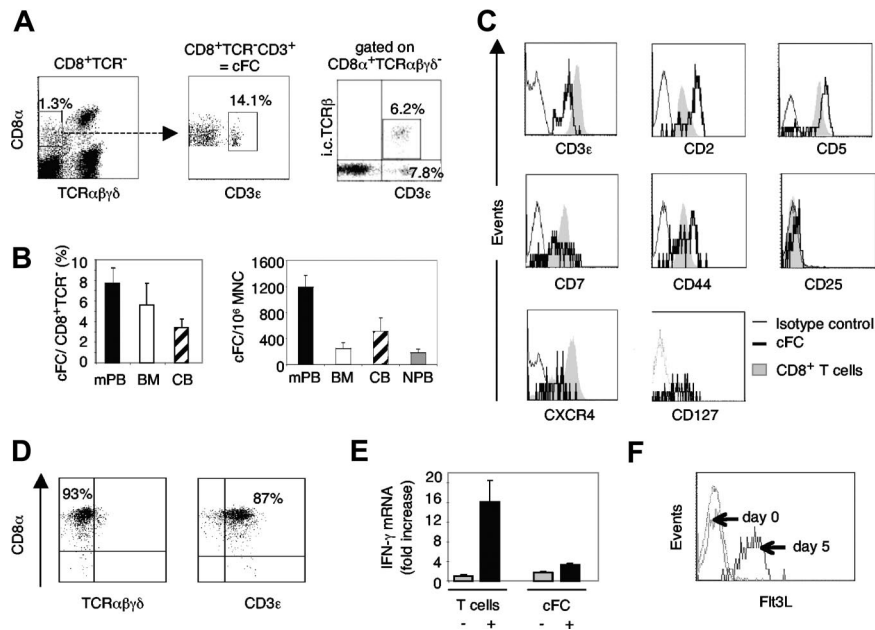 A
CD8⁺TCR⁻
CD8α
1.3%
TCRαβγδ
CD8⁺TCR⁻CD3⁺
= cFC
14.1%
CD3ε
gated on
CD8α⁺TCRαβγδ⁻
i.c.TCRβ
6.2%
7.8%
CD3ε
B
cFC/ CD8⁺TCR⁻ (%)
10
8
6
4
2
0
mPB BM CB
cFC/10⁶ MNC
1600
1200
800
400
0
mPB BM CB NPB
C
Events
CD3ε
CD2
CD5
CD7
CD44
CD25
CXCR4
CD127
Isotype control
cFC
CD8⁺ T cells
D
CD8α
93%
TCRαβγδ
87%
CD3ε
E
IFN-γ mRNA
(fold increase)
20
16
12
8
4
0
T cells cFC
- + - +
F
Events
day 0
day 5
Flt3L